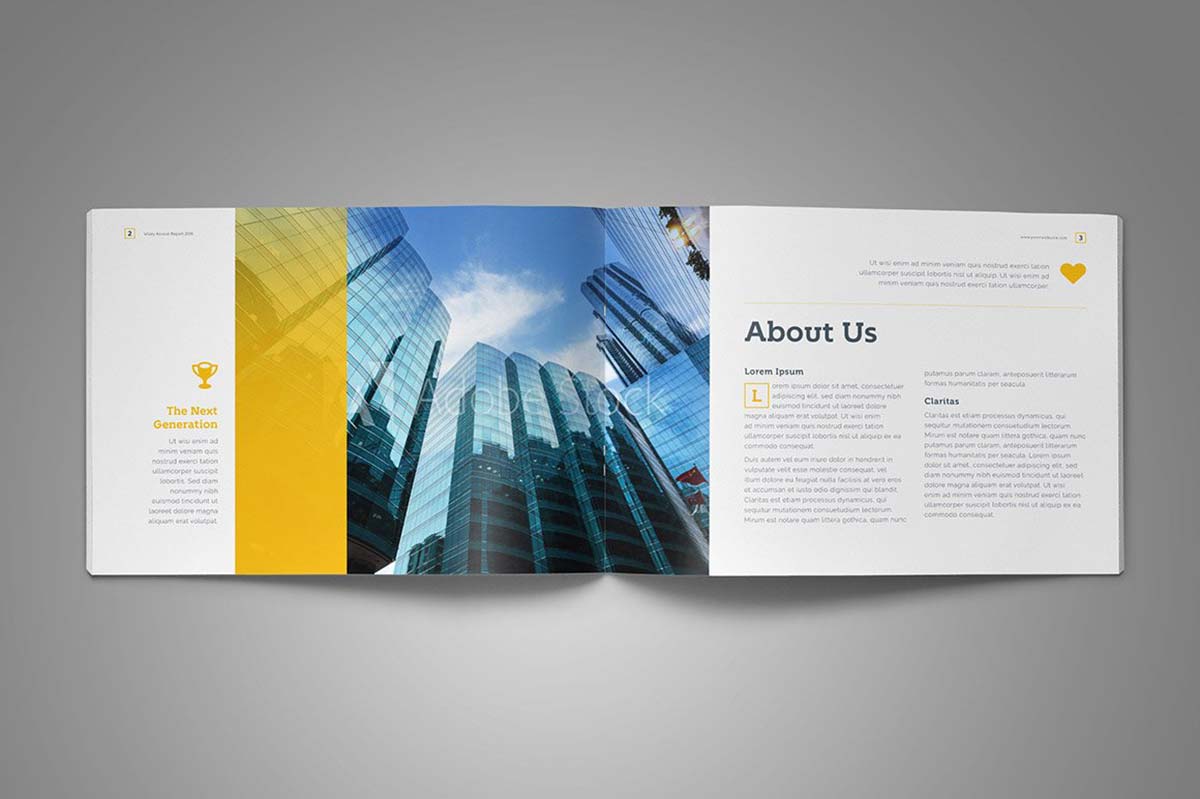 2
Annual Report 2016
The Next
Generation
Ut wisi enim ad
minim veniam quis
nostrud exerci tation
ullamcorper suscipit
lobortis. Sed diam
nonummy nibh
euismod tincidunt ut
laoreet dolore magna
aliquam erat volutpat.
Adobe Stock
www.yourwebsite.com
3
Ut wisi enim ad minim veniam quis nostrud exerci tation
ullamcorper suscipit lobortis nisl ut aliquip. Ut wisi enim ad
minim veniam quis nostrud exerci tation ullamcorper.
About Us
Lorem Ipsum
Lorem ipsum dolor sit amet, consectetuer
adipiscing elit, sed diam nonummy nibh
euismod tincidunt ut laoreet dolore
magna aliquam erat volutpat. Ut wisi enim
ad minim veniam, quis nostrud exerci tation
ullamcorper suscipit lobortis nisl ut
magna aliquyam erat, sed diam voluptua aliquip ex ea
commodo consequat.
Duis autem vel eum iriure dolor in hendrerit in
vulputate velit esse molestie consequat, vel
illum dolore eu feugiat nulla facilisis at vero eros
et accumsan et iusto odio dignissim qui blandit
Claritas est etiam processus dynamicus, qui
sequitur mutationem consuetudium lectorum.
Mirum est notare quam littera gothica, quam nunc
putamus parum claram, anteposuerit litterarum
formas humanitatis per seacula.
Claritas
Claritas est etiam processus dynamicus, qui
sequitur mutationem consuetudium lectorum
Mirum est notare quam littera gothica, quam nunc
putamus parum claram, anteposuerit litterarum
formas humanitatis per seacula. Lorem ipsum
dolor sit amet, consectetuer adipiscing elit, sed
diam nonummy nibh euismod tincidunt ut
laoreet dolore magna aliquam erat volutpat. Ut
wisi enim ad minim veniam, quis nostrud exerci
tation ullamcorper suscipit lobortis nisl ut
aliquip ex ea
commodo consequat.